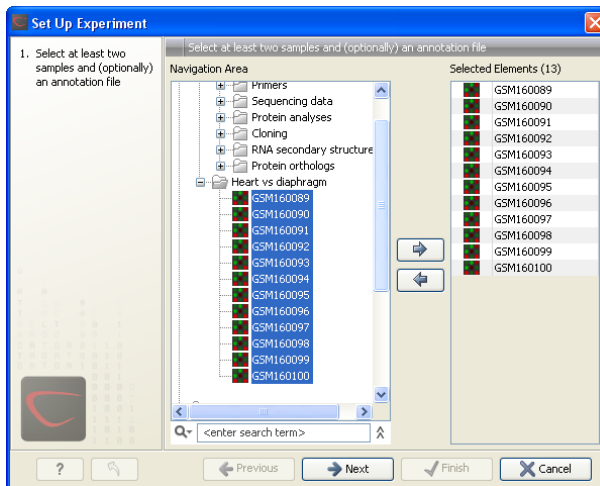 Set Up Experiment
1. Select at least two
samples and (optionally)
an annotation file
Select at least two samples and (optionally) an annotation file
Navigation Area
Primers
Sequencing data
Protein analyses
Cloning
RNA secondary structure
Protein orthologs
Heart vs diaphragm
GSM160089
GSM160090
GSM160091
GSM160092
GSM160093
GSM160094
GSM160095
GSM160096
GSM160097
GSM160098
GSM160099
GSM160100
<enter search term>
Selected Elements (13)
GSM160089
GSM160090
GSM160091
GSM160092
GSM160093
GSM160094
GSM160095
GSM160096
GSM160097
GSM160098
GSM160099
GSM160100
?
Previous
Next
Finish
Cancel